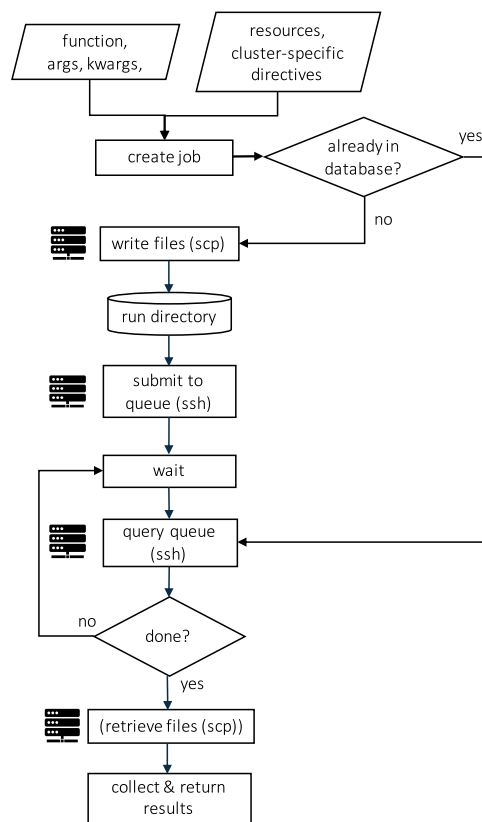 function,
args, kwargs,
resources,
cluster-specific
directives
create job
already in
database?
yes
no
write files (scp)
run directory
submit to
queue (ssh)
wait
query queue
(ssh)
no
done?
yes
(retrieve files (scp))
collect & return
results